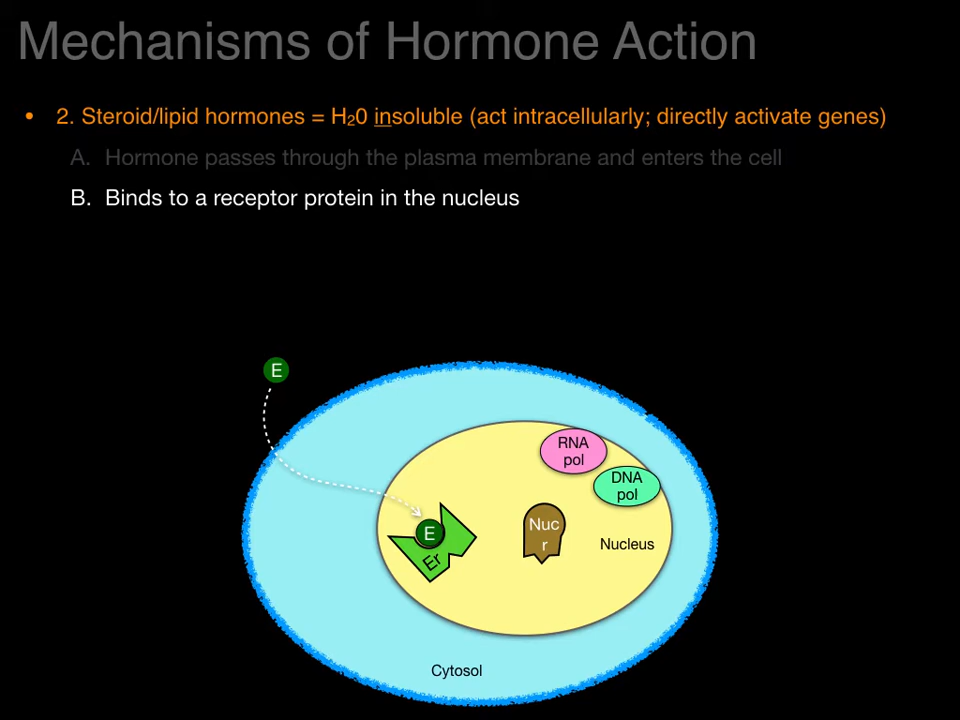 Mechanisms of Hormone Action
• 2. Steroid/lipid hormones = H₂0 insoluble (act intracellularly; directly activate genes)
A. Hormone passes through the plasma membrane and enters the cell
B. Binds to a receptor protein in the nucleus
E
RNA
pol
DNA
pol
E
Er
Nuc
r
Nucleus
Cytosol